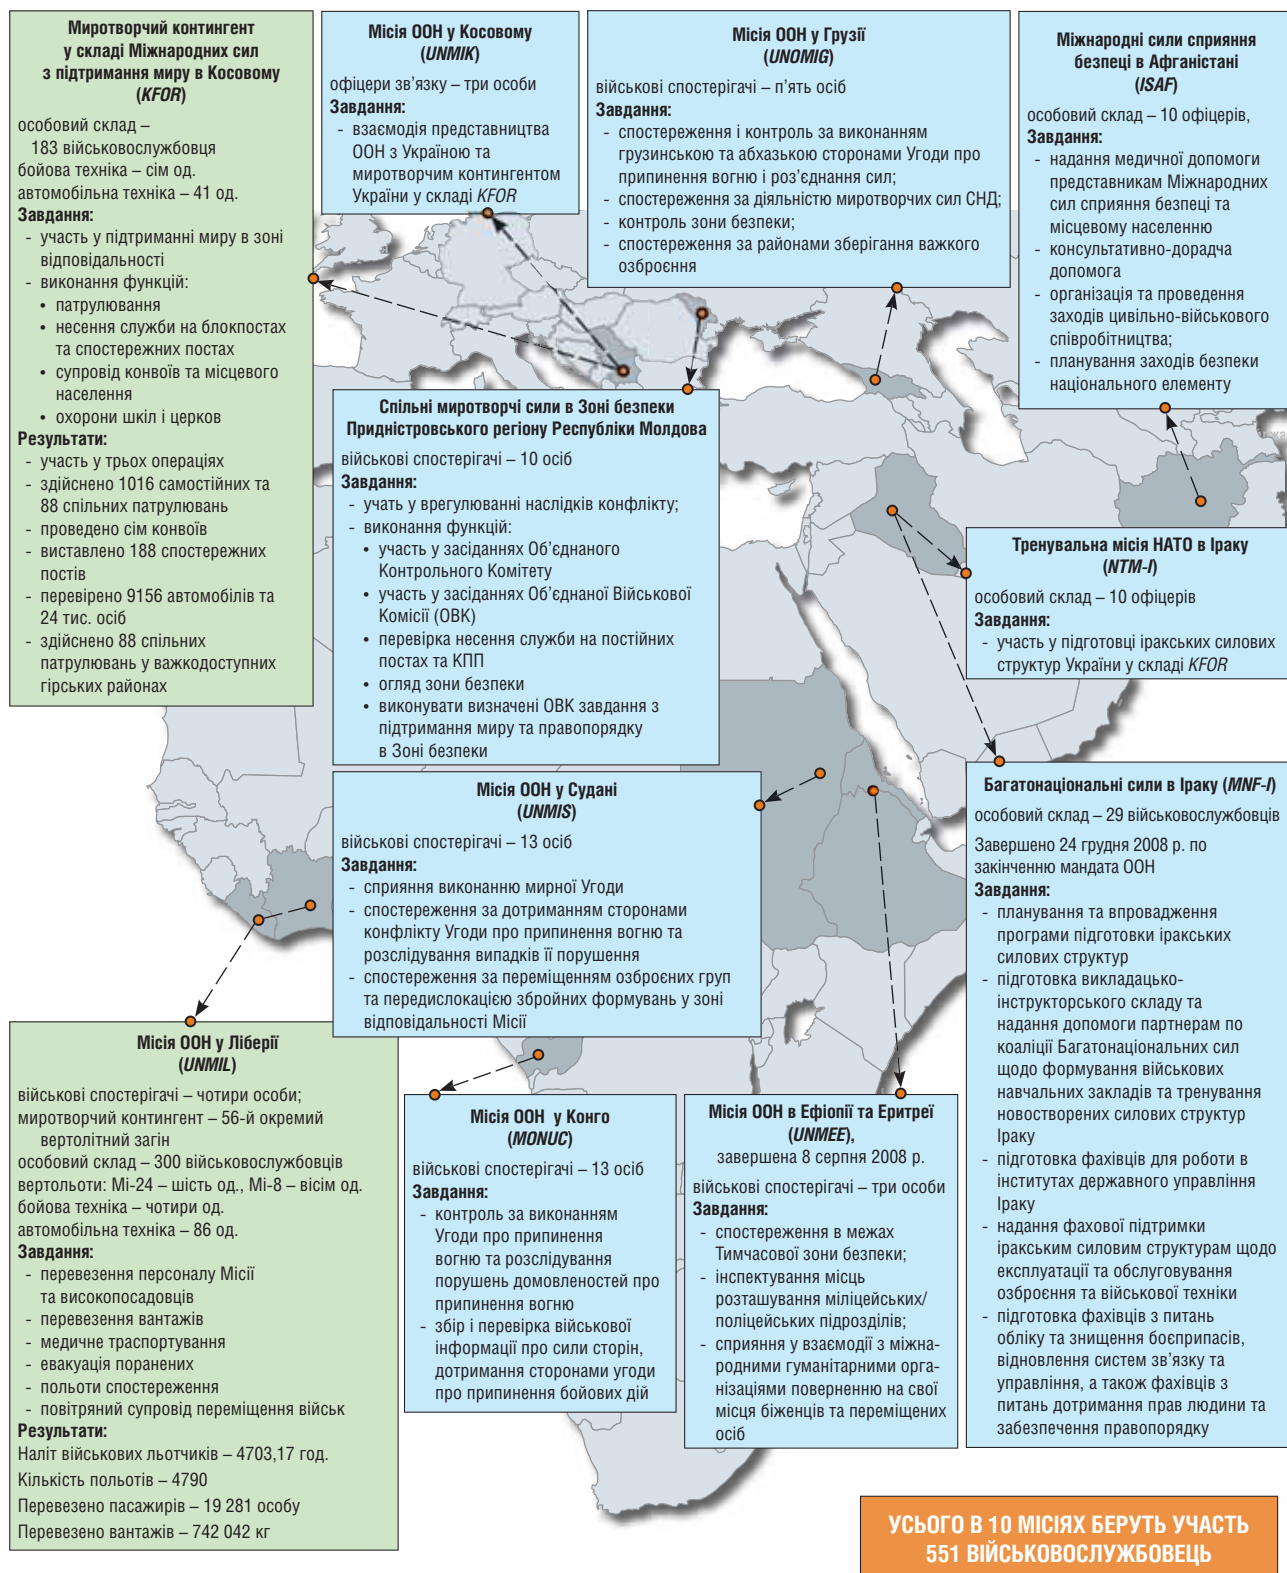 Миротворчий контингент
у складі Міжнародних сил
з підтримання миру в Косовому
(KFOR)
особовий склад –
183 військовослужбовця
бойова техніка – сім од.
автомобільна техніка – 41 од.
Завдання:
- участь у підтриманні миру в зоні
відповідальності
- виконання функцій:
• патрулювання
• несення служби на блокпостах
та спостережних постах
• супровід конвоїв та місцевого
населення
• охорони шкіл і церков
Результати:
- участь у трьох операціях
- здійснено 1016 самостійних та
88 спільних патрулювань
- проведено сім конвоїв
- виставлено 188 спостережних
постів
- перевірено 9156 автомобілів та
24 тис. осіб
- здійснено 88 спільних
патрулювань у важкодоступних
гірських районах
Місія ООН у Косовому
(UNMIK)
офіцери зв’язку – три особи
Завдання:
- взаємодія представництва
ООН з Україною та
миротворчим контингентом
України у складі KFOR
Місія ООН у Грузії
(UNOMIG)
військові спостерігачі – п’ять осіб
Завдання:
- спостереження і контроль за виконанням
грузинською та абхазькою сторонами Угоди про
припинення вогню і роз’єднання сил;
- спостереження за діяльністю миротворчих сил СНД;
- контроль зони безпеки;
- спостереження за районами зберігання важкого
озброєння
Міжнародні сили сприяння
безпеці в Афганістані
(ISAF)
особовий склад – 10 офіцерів,
Завдання:
- надання медичної допомоги
представникам Міжнародних
сил сприяння безпеці та
місцевому населенню
- консультативно-дорадча
допомога
- організація та проведення
заходів цивільно-військового
співробітництва;
- планування заходів безпеки
національного елементу
Спільні миротворчі сили в Зоні безпеки
Придністровського регіону Республіки Молдова
військові спостерігачі – 10 осіб
Завдання:
- учать у врегулюванні наслідків конфлікту;
- виконання функцій:
• участь у засіданнях Об’єднаного
Контрольного Комітету
• участь у засіданнях Об’єднаної Військової
Комісії (ОВК)
• перевірка несення служби на постійних
постах та КПП
• огляд зони безпеки
• виконувати визначені ОВК завдання з
підтримання миру та правопорядку
в Зоні безпеки
Тренувальна місія НАТО в Іраку
(NTM-I)
особовий склад – 10 офіцерів
Завдання:
- участь у підготовці іракських силових
структур України у складі KFOR
Місія ООН у Судані
(UNMIS)
військові спостерігачі – 13 осіб
Завдання:
- сприяння виконанню мирної Угоди
- спостереження за дотриманням сторонами
конфлікту Угоди про припинення вогню та
розслідування випадків її порушення
- спостереження за переміщенням озброєних груп
та передислокацією збройних формувань у зоні
відповідальності Місії
Багатонаціональні сили в Іраку (MNF-I)
особовий склад – 29 військовослужбовців
Завершено 24 грудня 2008 р. по
закінченню мандата ООН
Завдання:
- планування та впровадження
програми підготовки іракських
силових структур
- підготовка викладацько-
інструкторського складу та
надання допомоги партнерам по
коаліції Багатонаціональних сил
щодо формування військових
навчальних закладів та тренування
новостворених силових структур
Іраку
- підготовка фахівців для роботи в
інститутах державного управління
Іраку
- надання фахової підтримки
іракським силовим структурам щодо
експлуатації та обслуговування
озброєння та військової техніки
- підготовка фахівців з питань
обліку та знищення боєприпасів,
відновлення систем зв’язку та
управління, а також фахівців з
питань дотримання прав людини та
забезпечення правопорядку
Місія ООН у Ліберії
(UNMIL)
військові спостерігачі – чотири особи;
миротворчий контингент – 56-й окремий
вертолітний загін
особовий склад – 300 військовослужбовців
вертольоти: Мі-24 – шість од., Мі-8 – вісім од.
бойова техніка – чотири од.
автомобільна техніка – 86 од.
Завдання:
- перевезення персоналу Місії
та високопосадовців
- перевезення вантажів
- медичне траспортування
- евакуація поранених
- польоти спостереження
- повітряний супровід переміщення військ
Результати:
Наліт військових льотчиків – 4703,17 год.
Кількість польотів – 4790
Перевезено пасажирів – 19 281 особу
Перевезено вантажів – 742 042 кг
Місія ООН у Конго
(MONUC)
військові спостерігачі – 13 осіб
Завдання:
- контроль за виконанням
Угоди про припинення
вогню та розслідування
порушень домовленостей про
припинення вогню
- збір і перевірка військової
інформації про сили сторін,
дотримання сторонами угоди
про припинення бойових дій
Місія ООН в Ефіопії та Еритреї
(UNMEE),
завершена 8 серпня 2008 р.
військові спостерігачі – три особи
Завдання:
- спостереження в межах
Тимчасової зони безпеки;
- інспектування місць
розташування міліцейських/
поліцейських підрозділів;
- сприяння у взаємодії з міжна-
родними гуманітарними орга-
нізаціями поверненню на свої
місця біженців та переміщених
осіб
УСЬОГО В 10 МІСІЯХ БЕРУТЬ УЧАСТЬ
551 ВІЙСЬКОВОСЛУЖБОВЕЦЬ